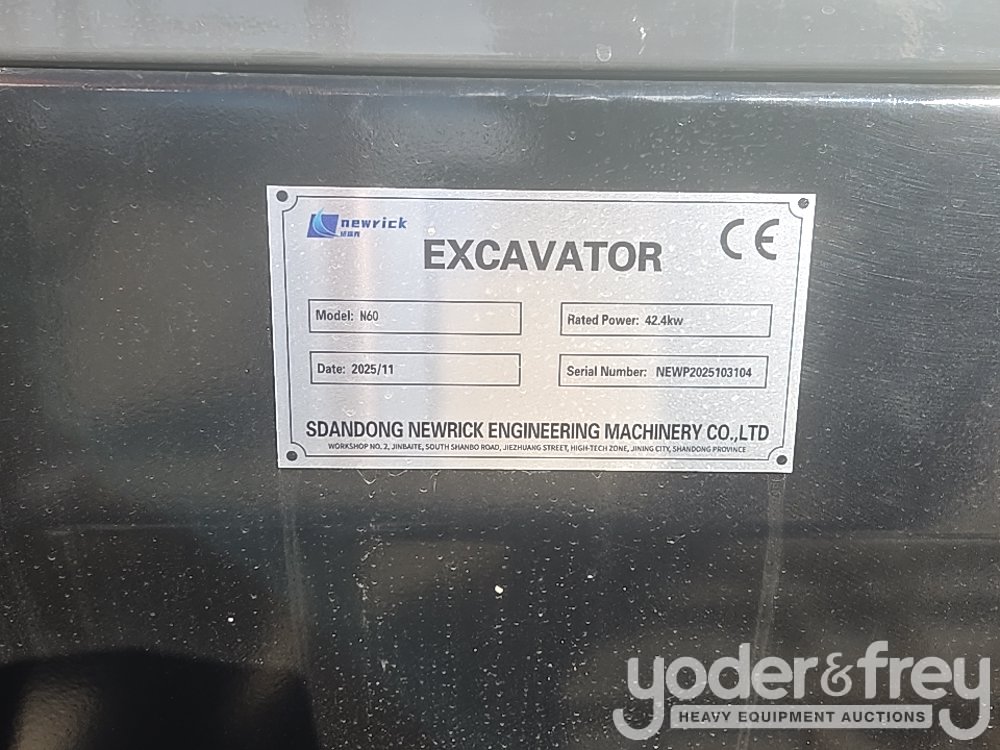 newrick
EXCAVATOR
CE
Model: N60
Rated Power: 42.4kw
Date: 2025/11
Serial Number: NEWP2025103104
SDANDONG NEWRICK ENGINEERING MACHINERY CO.,LTD
WORKSHOP NO. 2, JINBAITE, SOUTH SHANBO ROAD, JIEZHUANG STREET, HIGH-TECH ZONE, JINING CITY, SHANDONG PROVINCE
yoder&frey
HEAVY EQUIPMENT AUCTIONS